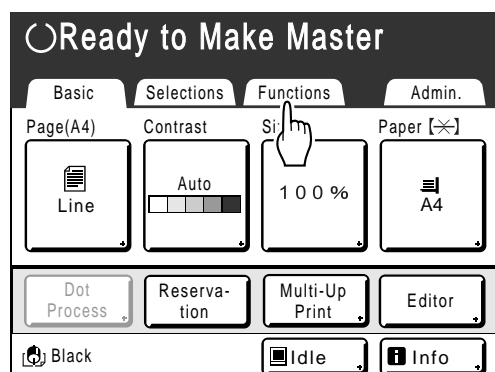 Ready to Make Master
Basic Selections Functions Admin.
Page(A4) Contrast Paper
Line Auto 100% A4
Dot Process Reserva-tion Multi-Up Print Editor
Black Idle Info